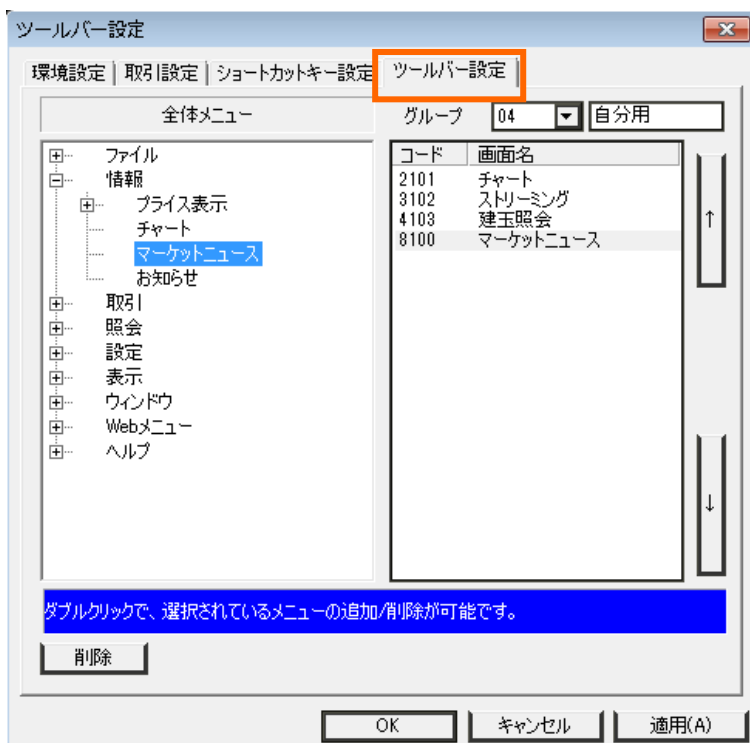 ツールバー設定
環境設定 取引設定 ショートカットキー設定 ツールバー設定
全体メニュー グループ 04 自分用
ファイル
情報
プライス表示
チャート
マーケットニュース
お知らせ
取引
照会
設定
表示
ウィンドウ
Webメニュー
ヘルプ
コード 画面名
2101 チャート
3102 ストリーミング
4103 建玉照会
8100 マーケットニュース
↑
↓
ダブルクリックで、選択されているメニューの追加/削除が可能です。
削除
OK キャンセル 適用(A)